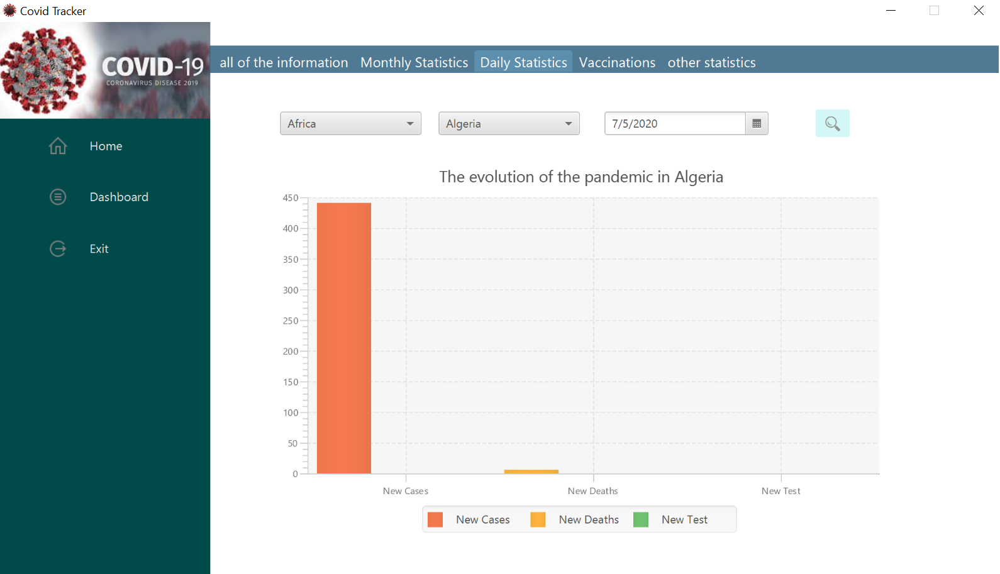 Covid Tracker
COVID-19
CORONAVIRUS DISEASE 2019
all of the information Monthly Statistics Daily Statistics Vaccinations other statistics
Home
Dashboard
Exit
Africa Algeria 7/5/2020
The evolution of the pandemic in Algeria
450
400
350
300
250
200
150
100
50
0
New Cases New Deaths New Test
New Cases New Deaths New Test